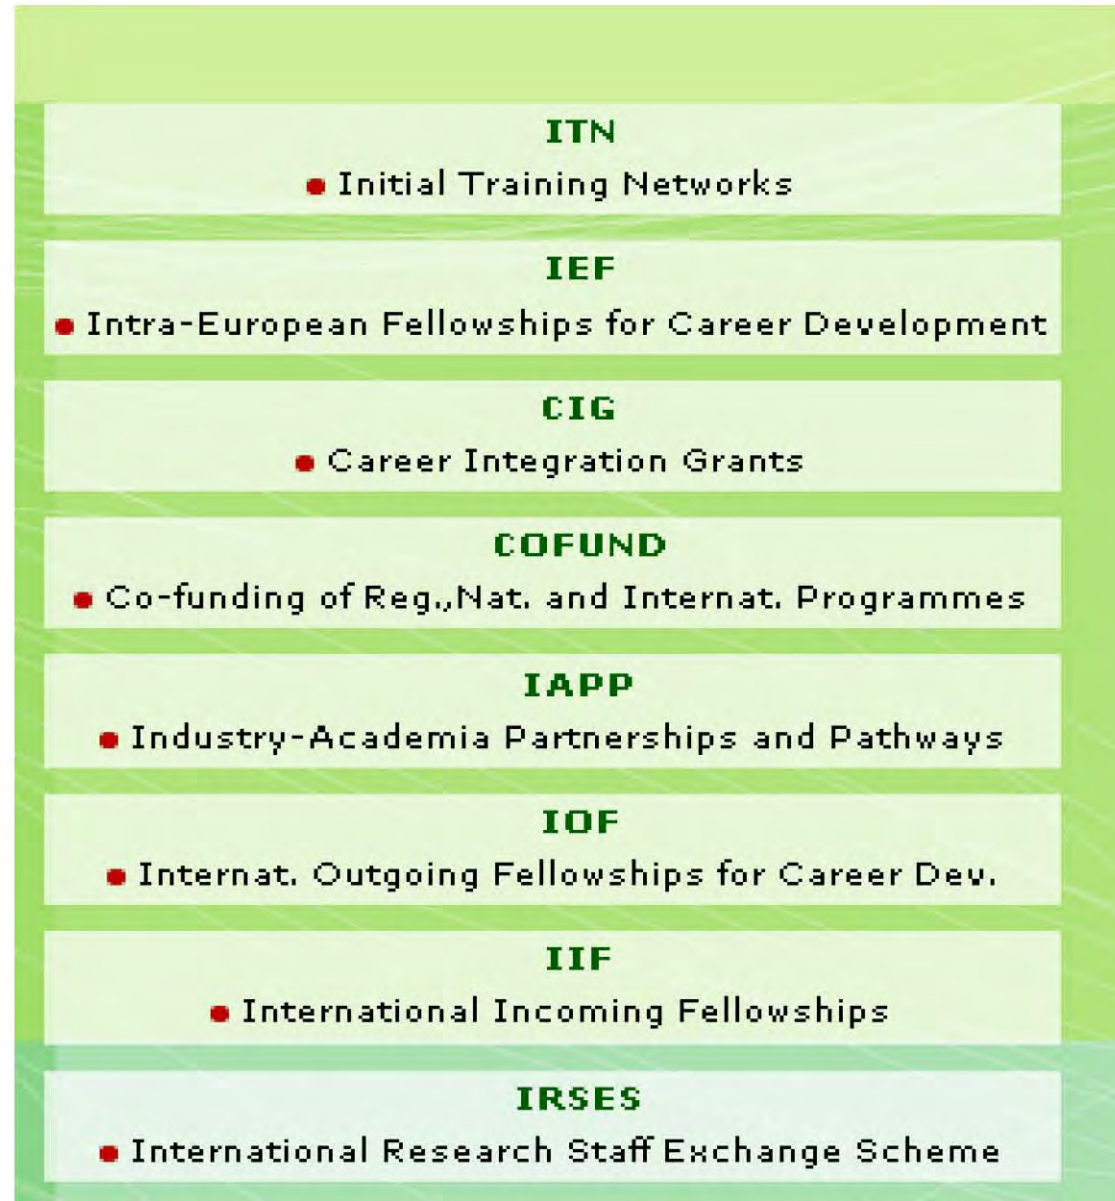 ITN
• Initial Training Networks
IEF
• Intra-European Fellowships for Career Development
CIG
• Career Integration Grants
COFUND
• Co-funding of Reg.,Nat. and Internat. Programmes
IAPP
• Industry-Academia Partnerships and Pathways
IOF
• Internat. Outgoing Fellowships for Career Dev.
IIF
• International Incoming Fellowships
IRSES
• International Research Staff Exchange Scheme